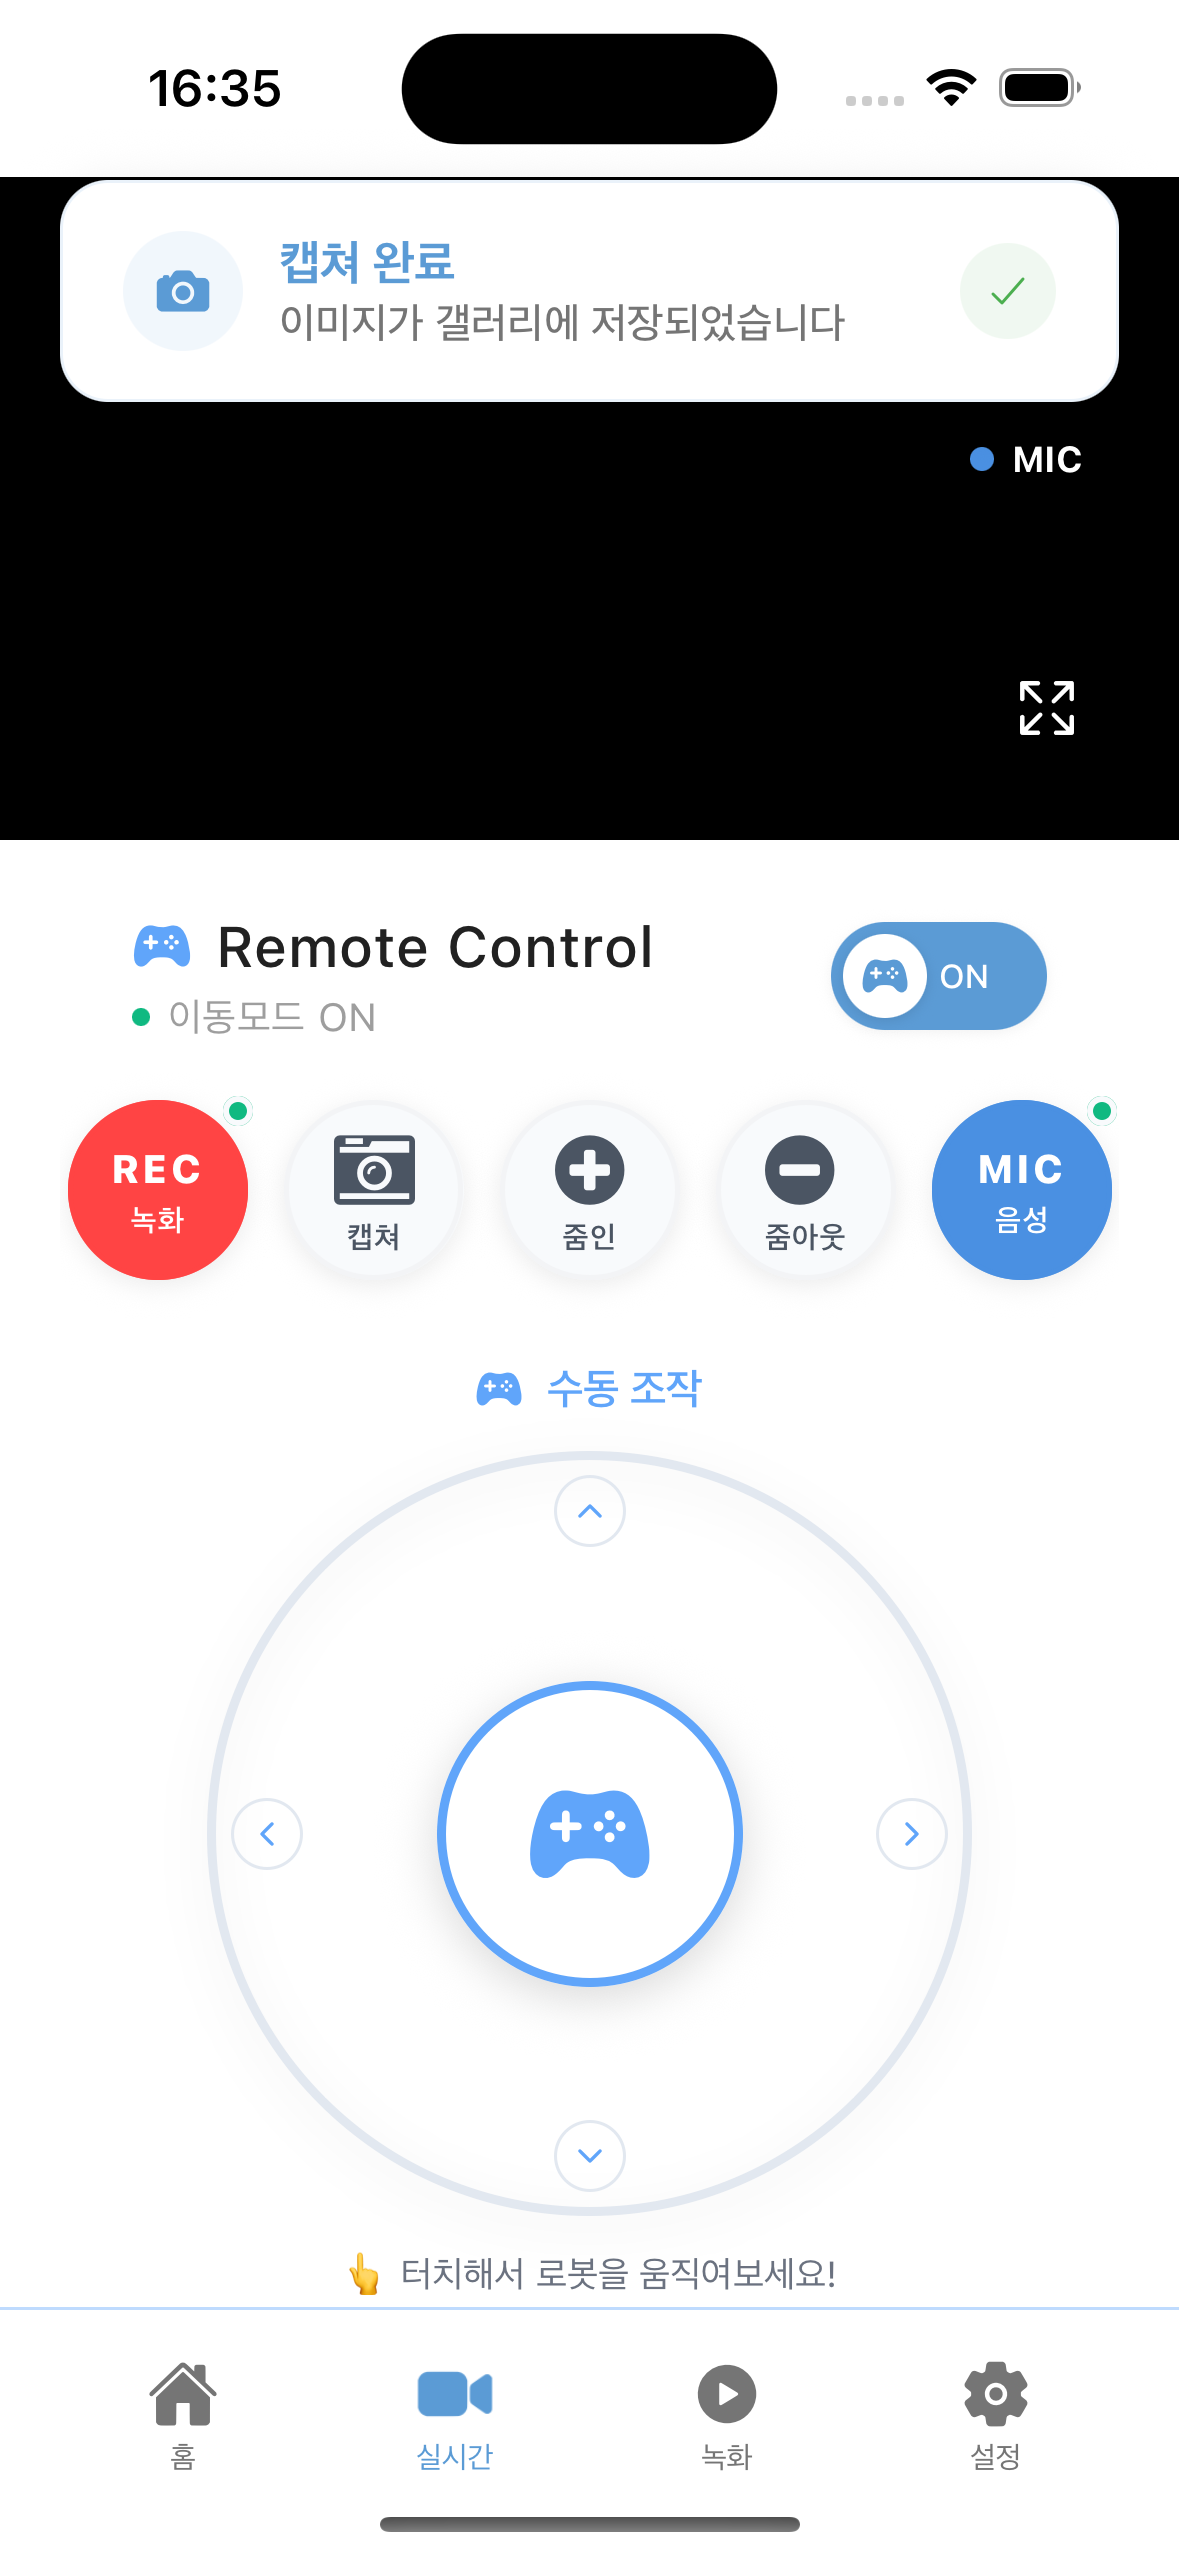 16:35
캡쳐 완료
이미지가 갤러리에 저장되었습니다
MIC
Remote Control
이동모드 ON
ON
REC
녹화
캡쳐
줌인
줌아웃
MIC
음성
수동 조작
터치해서 로봇을 움직여보세요!
홈
실시간
녹화
설정